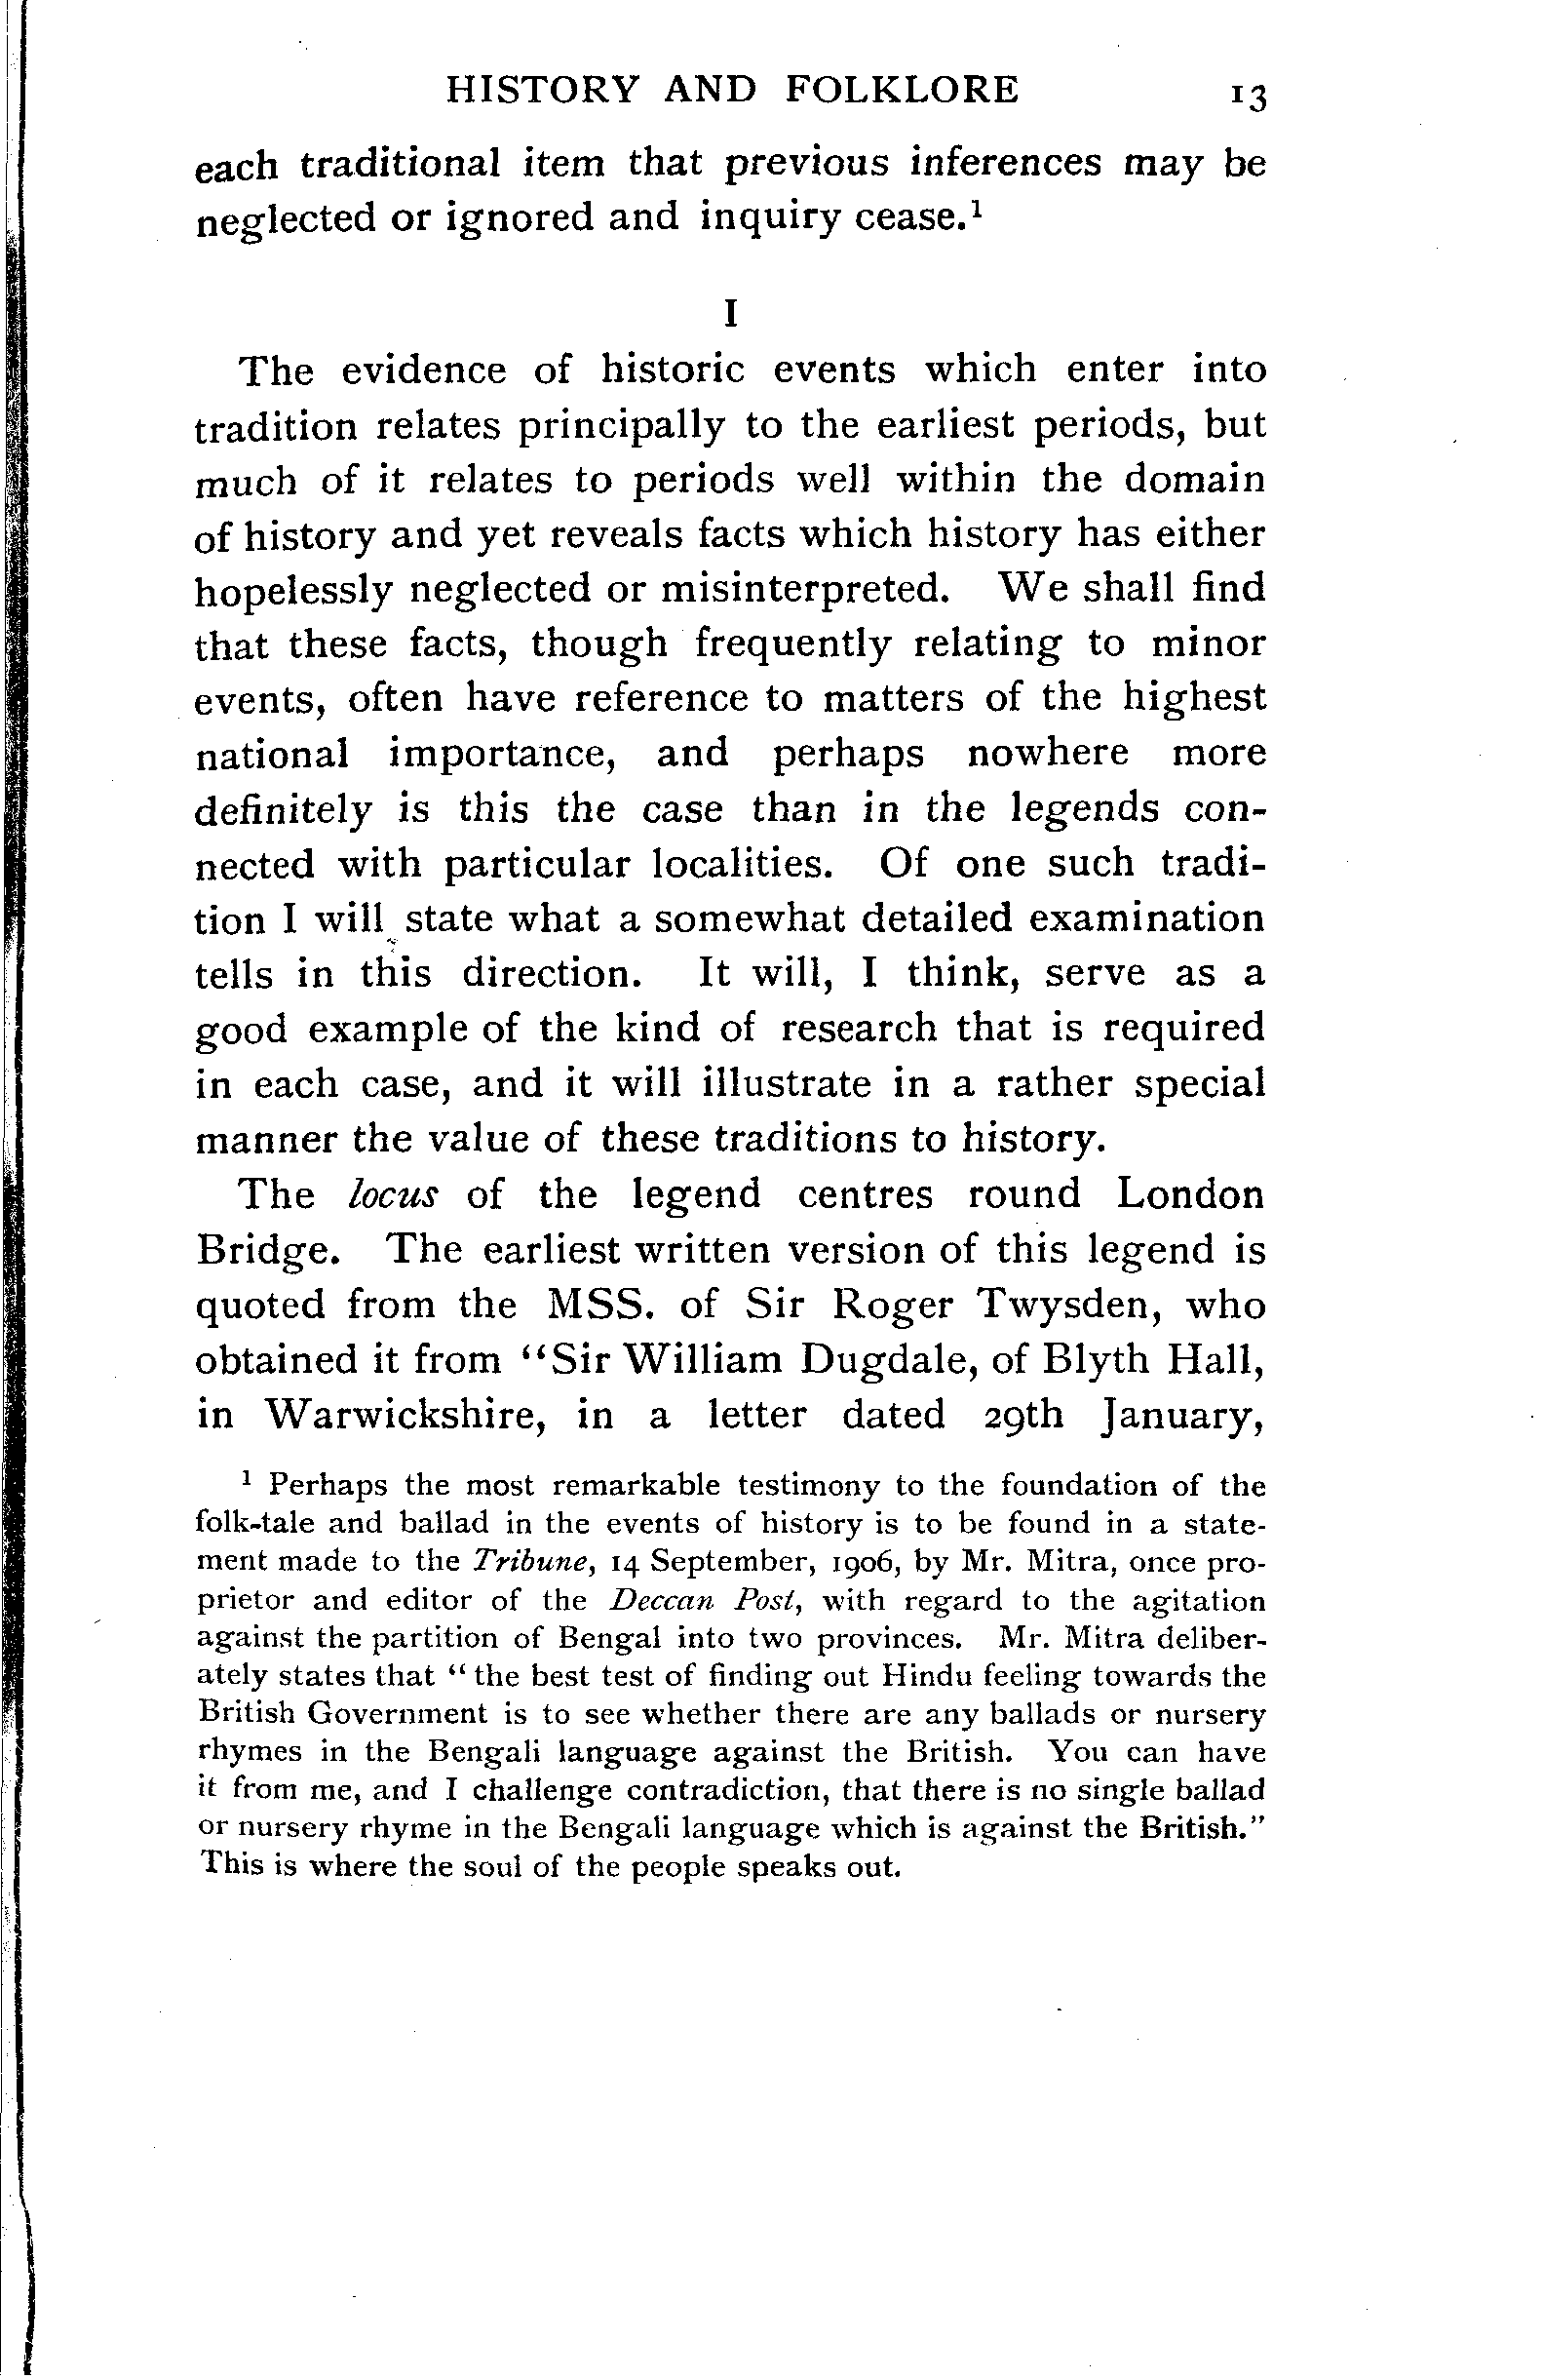 HISTORY AND FOLKLORE 13
each traditional item that previous inferences may be
neglected or ignored and inquiry cease.¹
I
The evidence of historic events which enter into
tradition relates principally to the earliest periods, but
much of it relates to periods well within the domain
of history and yet reveals facts which history has either
hopelessly neglected or misinterpreted. We shall find
that these facts, though frequently relating to minor
events, often have reference to matters of the highest
national importance, and perhaps nowhere more
definitely is this the case than in the legends con-
nected with particular localities. Of one such tradi-
tion I will state what a somewhat detailed examination
tells in this direction. It will, I think, serve as a
good example of the kind of research that is required
in each case, and it will illustrate in a rather special
manner the value of these traditions to history.
The locus of the legend centres round London
Bridge. The earliest written version of this legend is
quoted from the MSS. of Sir Roger Twysden, who
obtained it from “Sir William Dugdale, of Blyth Hall,
in Warwickshire, in a letter dated 29th January,
¹ Perhaps the most remarkable testimony to the foundation of the
folk-tale and ballad in the events of history is to be found in a state-
ment made to the Tribune, 14 September, 1906, by Mr. Mitra, once pro-
prietor and editor of the Deccan Post, with regard to the agitation
against the partition of Bengal into two provinces. Mr. Mitra deliber-
ately states that “the best test of finding out Hindu feeling towards the
British Government is to see whether there are any ballads or nursery
rhymes in the Bengali language against the British. You can have
it from me, and I challenge contradiction, that there is no single ballad
or nursery rhyme in the Bengali language which is against the British.”
This is where the soul of the people speaks out.